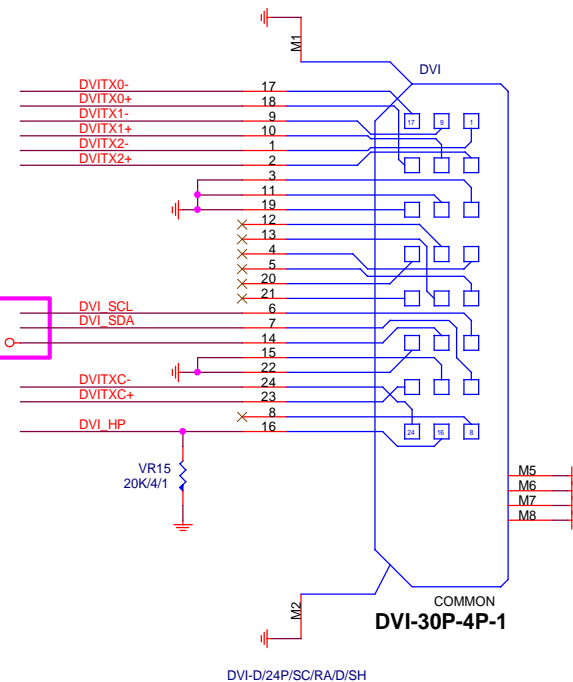 M1
DVI
DVITX0- 17
DVITX0+ 18
DVITX1- 9
DVITX1+ 10
DVITX2- 1
DVITX2+ 2
3
11
19
12
13
4
5
20
21
DVI_SCL 6
DVI_SDA 7
14
15
22
DVITXC- 24
DVITXC+ 23
8
DVI_HP 16
17 9 1
24 16 8
VR15
20K/4/1
M5
M6
M7
M8
M2
COMMON
DVI-30P-4P-1
DVI-D/24P/SC/RA/D/SH